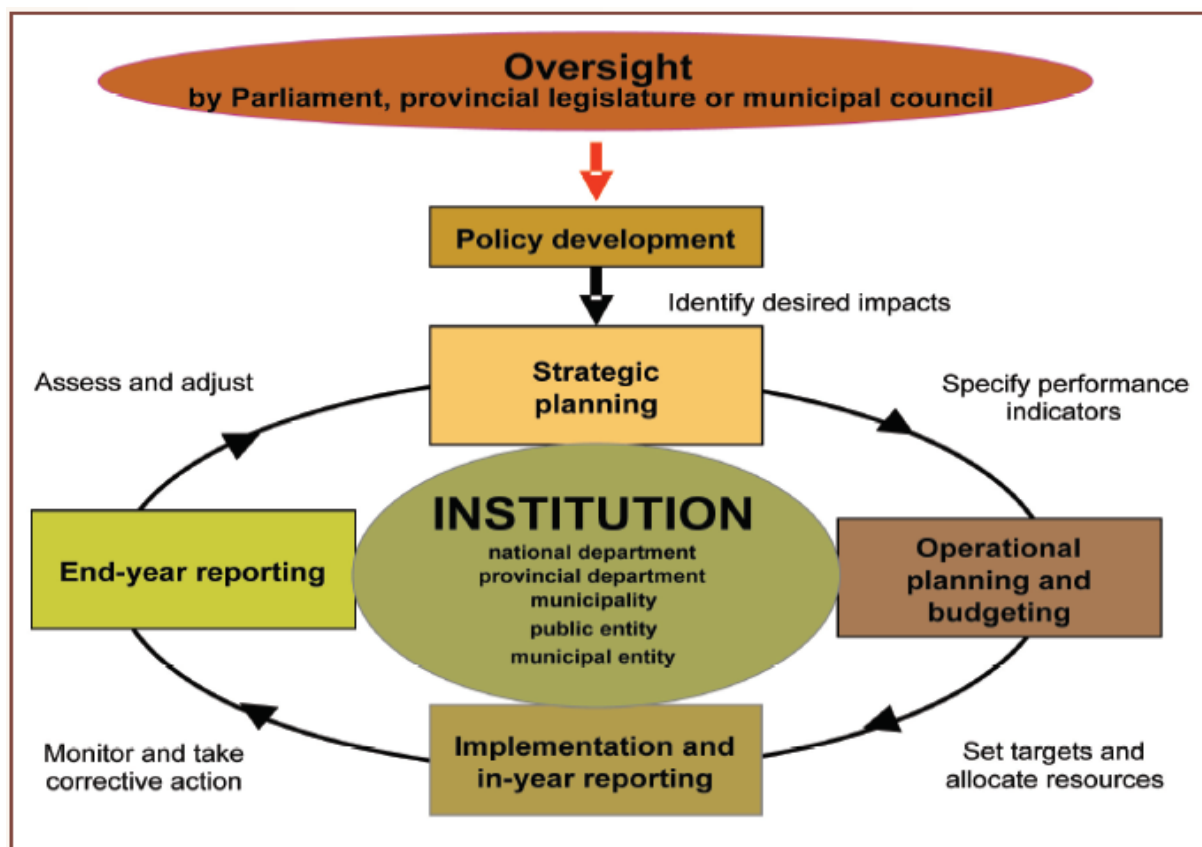 Oversight
by Parliament, provincial legislature or municipal council
Policy development
Identify desired impacts
Strategic
planning
Assess and adjust
Specify performance
indicators
INSTITUTION
national department
provincial department
municipality
public entity
municipal entity
End-year reporting
Operational
planning and
budgeting
Implementation and
in-year reporting
Monitor and take
corrective action
Set targets and
allocate resources